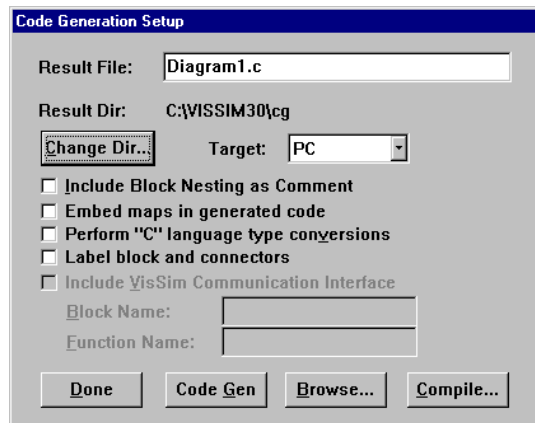 Code Generation Setup
Result File: Diagram1.c
Result Dir: C:\VISSIM30\cg
Change Dir... Target: PC
Include Block Nesting as Comment
Embed maps in generated code
Perform "C" language type conversions
Label block and connectors
Include VisSim Communication Interface
Block Name:
Function Name:
Done Code Gen Browse... Compile...